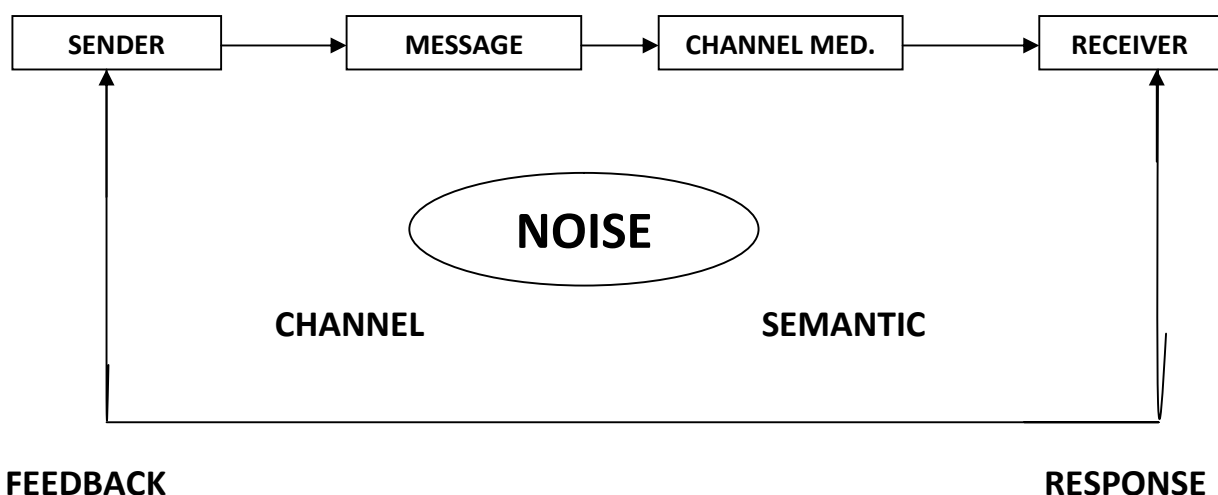 SENDER MESSAGE CHANNEL MED. RECEIVER
NOISE
CHANNEL SEMANTIC
FEEDBACK RESPONSE